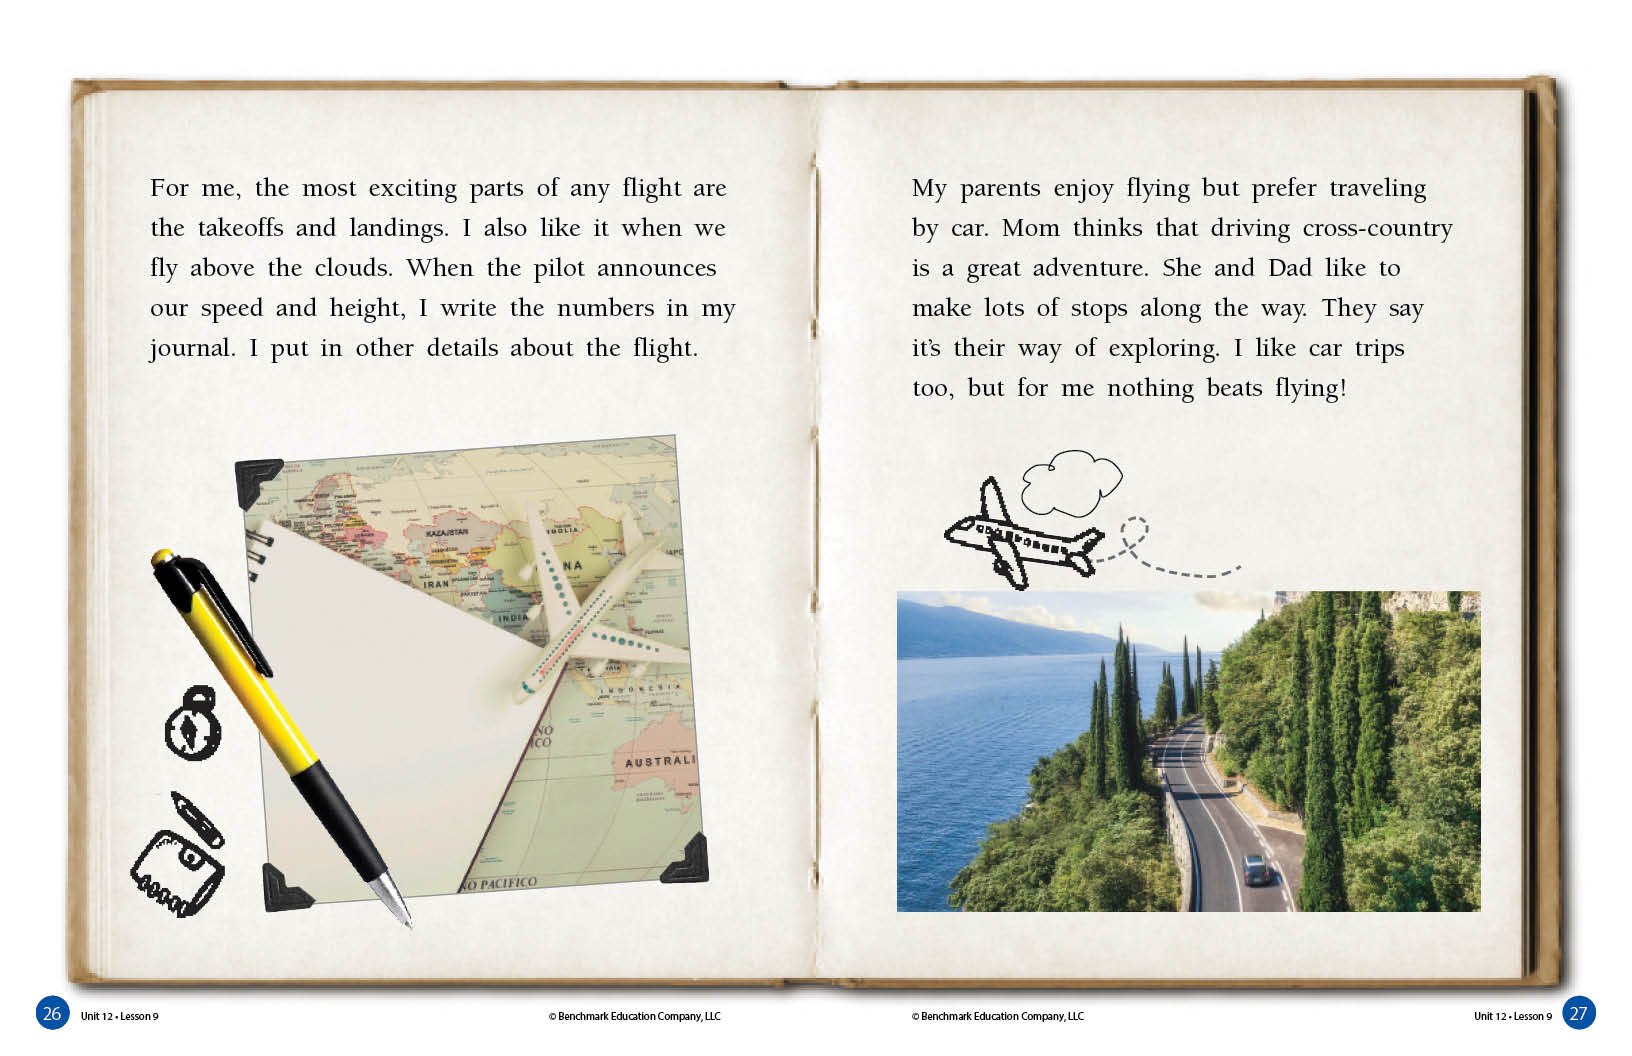 For me, the most exciting parts of any flight are
the takeoffs and landings. I also like it when we
fly above the clouds. When the pilot announces
our speed and height, I write the numbers in my
journal. I put in other details about the flight.
KAZAJSTAN
IRAN
INDIA
INDONESIA
AUSTRALI
NO PACIFICO
26
Unit 12 • Lesson 9
© Benchmark Education Company, LLC
My parents enjoy flying but prefer traveling
by car. Mom thinks that driving cross-country
is a great adventure. She and Dad like to
make lots of stops along the way. They say
it's their way of exploring. I like car trips
too, but for me nothing beats flying!
© Benchmark Education Company, LLC
Unit 12 • Lesson 9
27